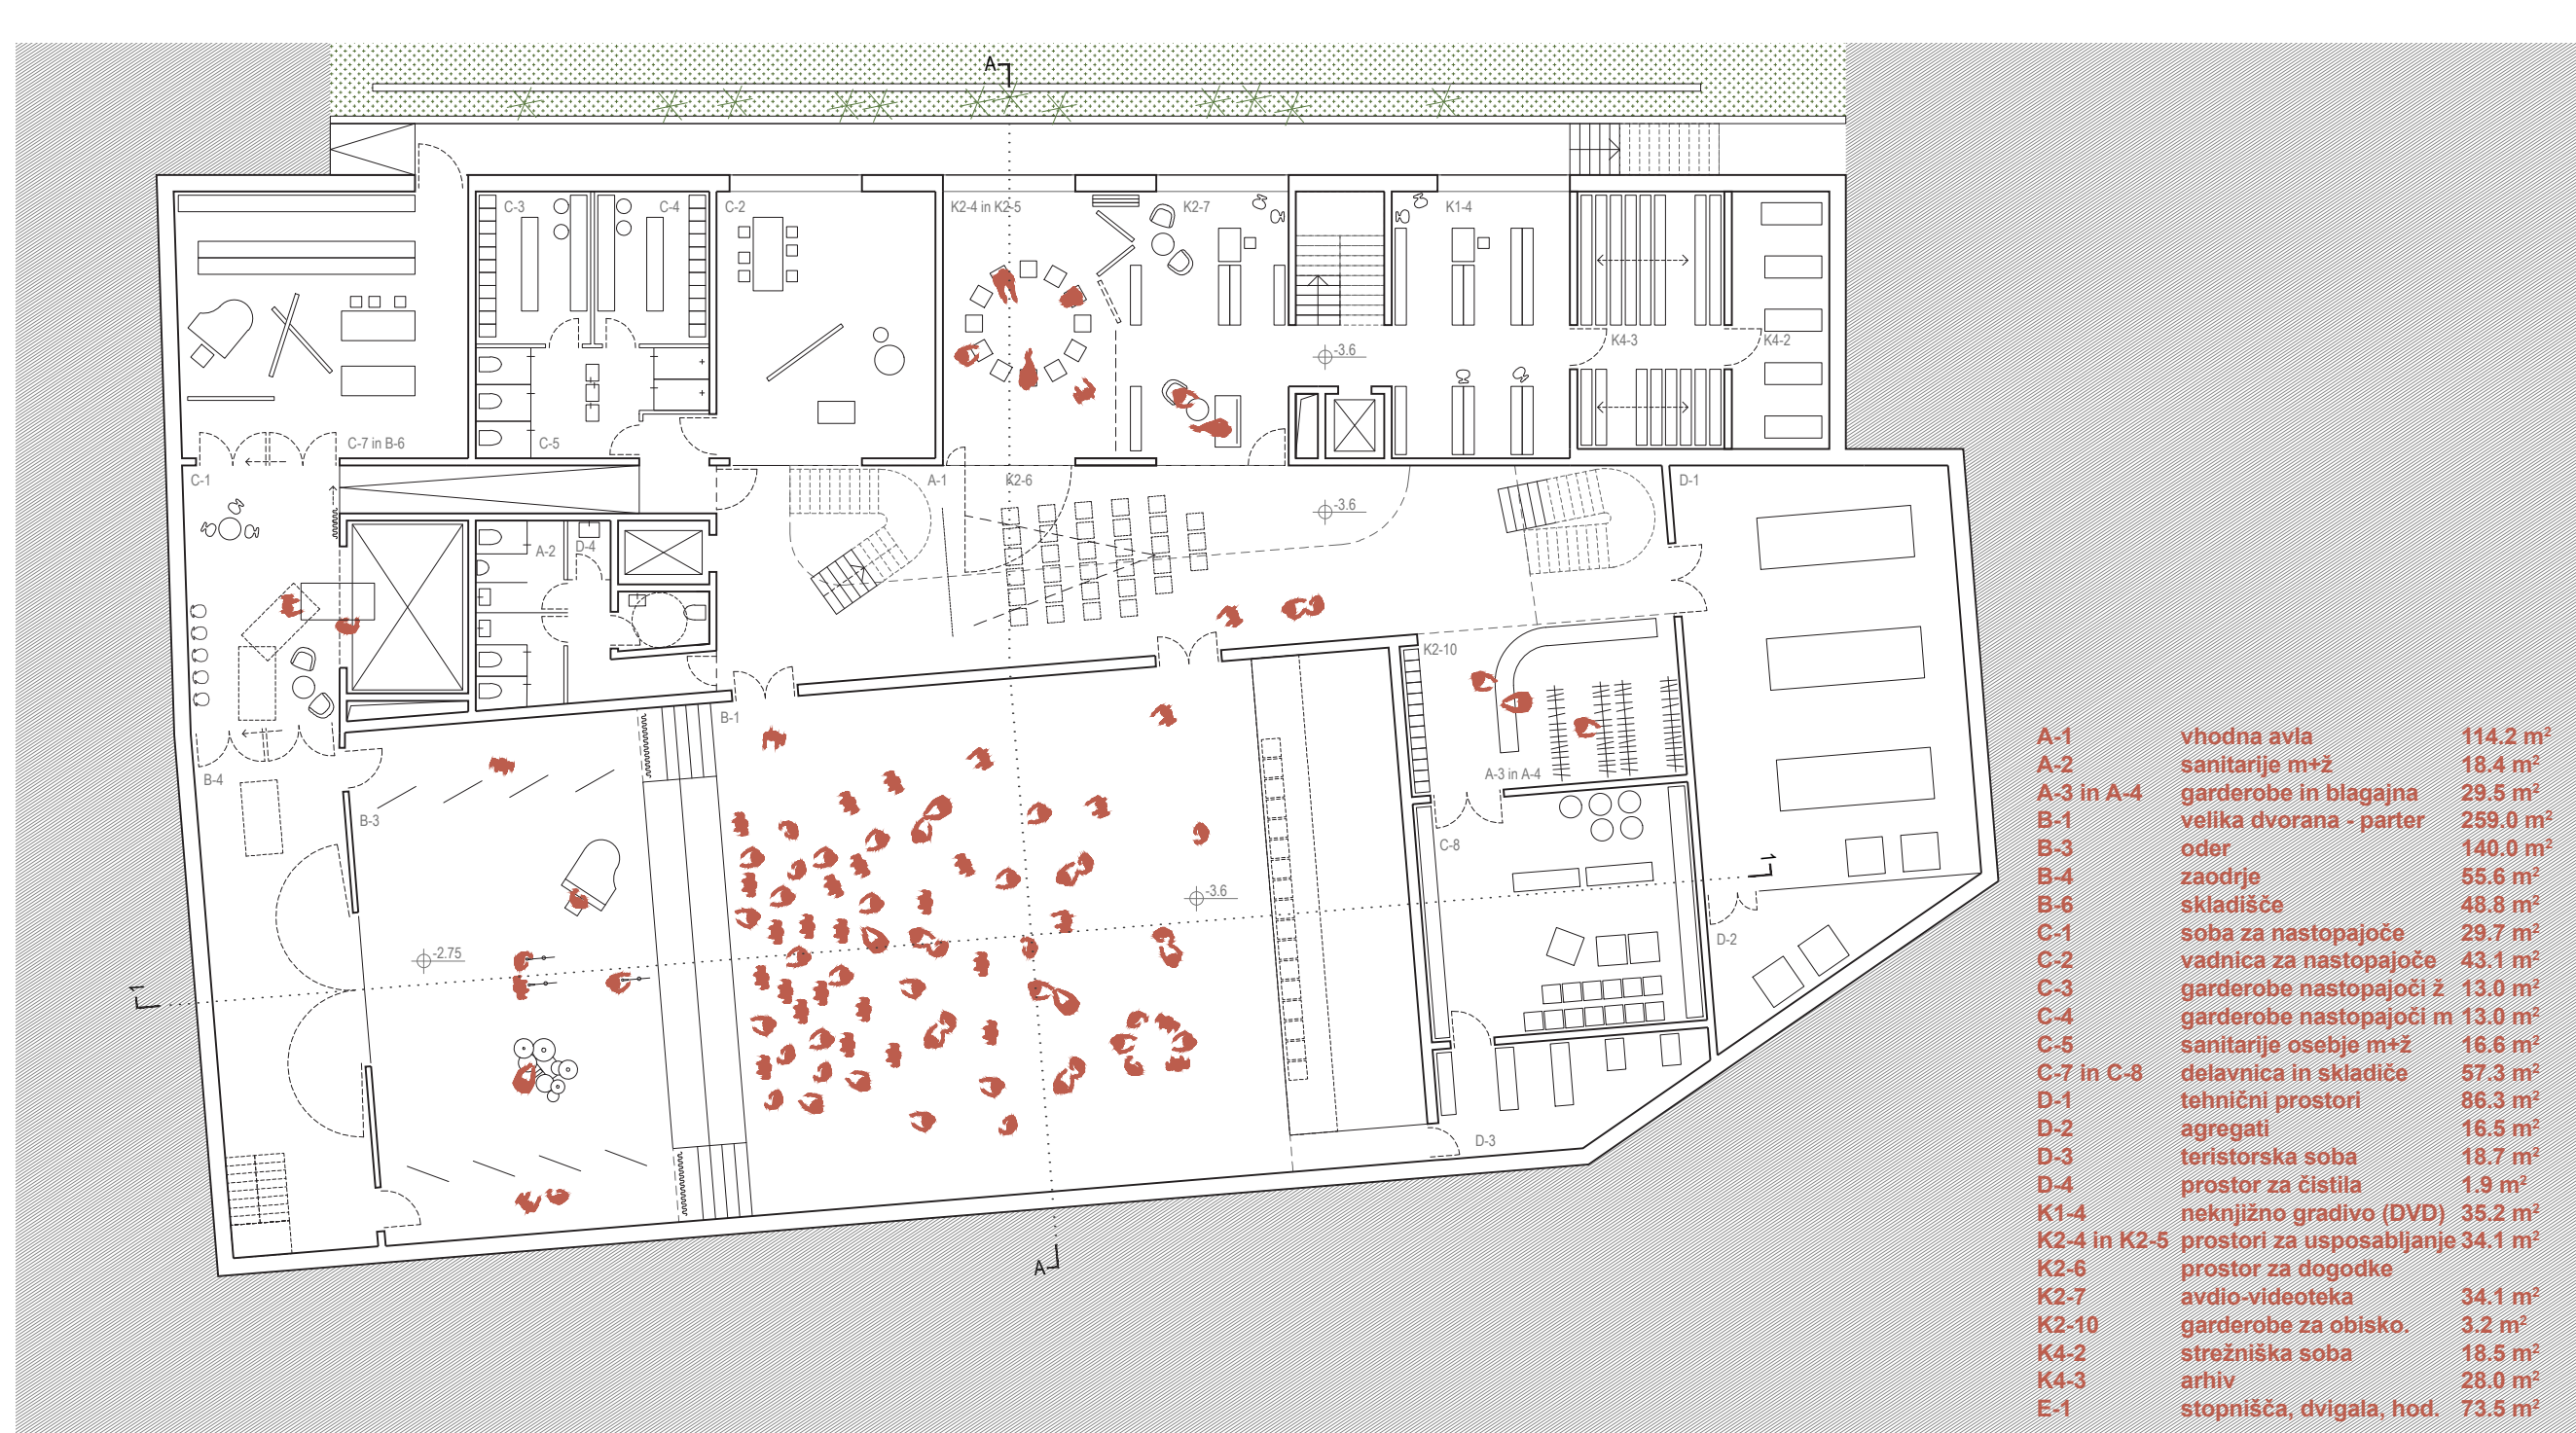 A
C-3
C-4
C-2
K2-4 in K2-5
K2-7
K1-4
K4-3
K4-2
-3.6
C-7 in B-6
C-5
C-1
A-1
K2-6
D-1
-3.6
A-2
D-4
K2-10
B-1
B-4
A-3 in A-4
B-3
C-8
1
-3.6
D-2
-2.75
1
D-3
A
A-1 vhodna avla 114.2 m²
A-2 sanitarije m+ž 18.4 m²
A-3 in A-4 garderobe in blagajna 29.5 m²
B-1 velika dvorana - parter 259.0 m²
B-3 oder 140.0 m²
B-4 zaodrje 55.6 m²
B-6 skladišče 48.8 m²
C-1 soba za nastopajoče 29.7 m²
C-2 vadnica za nastopajoče 43.1 m²
C-3 garderobe nastopajoči ž 13.0 m²
C-4 garderobe nastopajoči m 13.0 m²
C-5 sanitarije osebje m+ž 16.6 m²
C-7 in C-8 delavnica in skladiče 57.3 m²
D-1 tehnični prostori 86.3 m²
D-2 agregati 16.5 m²
D-3 teristorska soba 18.7 m²
D-4 prostor za čistila 1.9 m²
K1-4 neknjižno gradivo (DVD) 35.2 m²
K2-4 in K2-5 prostori za usposabljanje 34.1 m²
K2-6 prostor za dogodke
K2-7 avdio-videoteka 34.1 m²
K2-10 garderobe za obisko. 3.2 m²
K4-2 strežniška soba 18.5 m²
K4-3 arhiv 28.0 m²
E-1 stopnišča, dvigala, hod. 73.5 m²